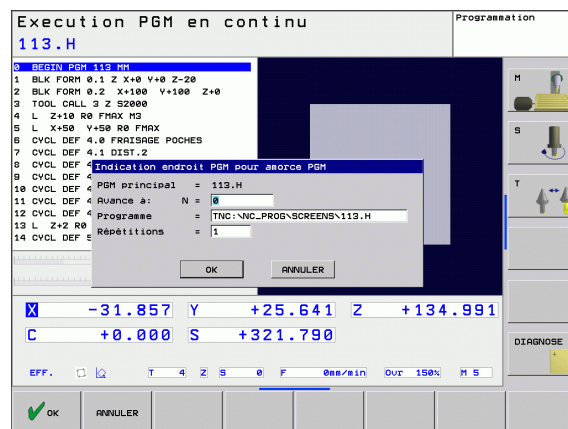 Execution PGM en continu
Programmation
113.H
0 BEGIN PGM 113 MM
1 BLK FORM 0.1 Z X+0 Y+0 Z-20
2 BLK FORM 0.2 X+100 Y+100 Z+0
3 TOOL CALL 3 Z S2000
4 L Z+10 R0 FMAX M3
5 L X+50 Y+50 R0 FMAX
6 CYCL DEF 4.0 FRAISAGE POCHES
7 CYCL DEF 4.1 DIST.2
8 CYCL DEF 4
9 CYCL DEF 4
10 CYCL DEF 4
11 CYCL DEF 4
12 CYCL DEF 4
13 L Z+2 R0
14 CYCL DEF 5
Indication endroit PGM pour amorce PGM
PGM principal = 113.H
Avance à: N = 0
Programme = TNC:\NC_PROG\SCREENS\113.H
Répétitions = 1
OK ANNULER
M
S
T
DIAGNOSE
X -31.857 Y +25.641 Z +134.991
C +0.000 S +321.790
EFF. T 4 Z S 0 F 0mm/min Ovr 150% M 5
OK ANNULER